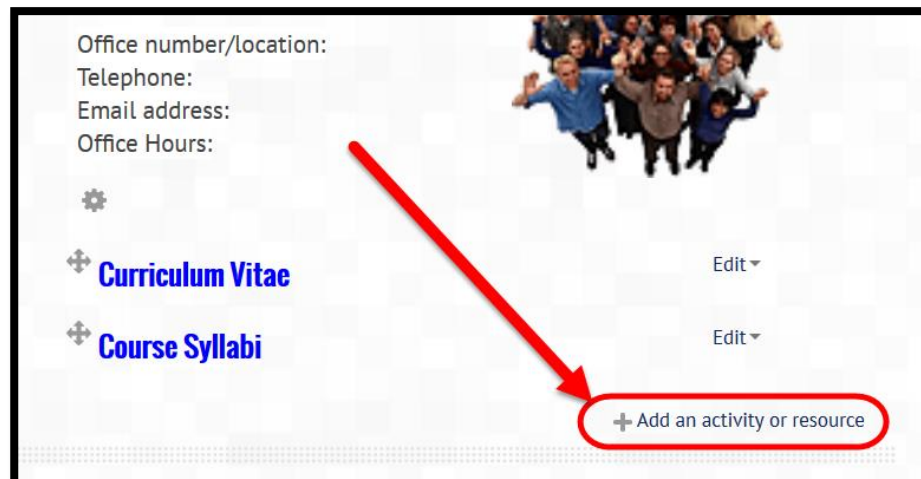 Office number/location:
Telephone:
Email address:
Office Hours:
Curriculum Vitae
Edit
Course Syllabi
Edit
Add an activity or resource